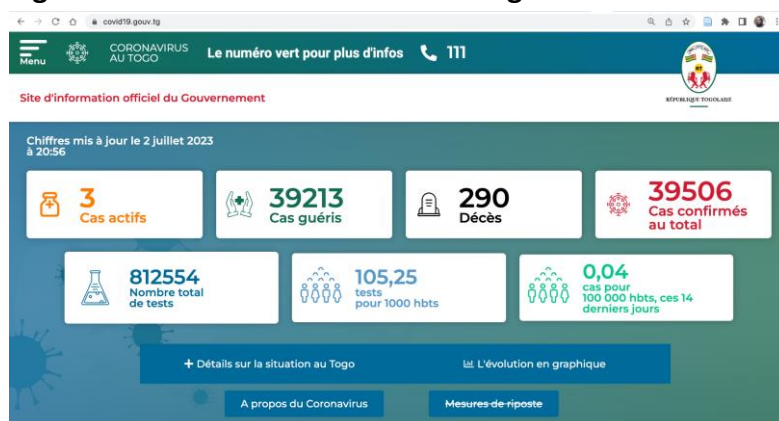 covid19.gouv.tg
Menu
CORONAVIRUS
AU TOGO
Le numéro vert pour plus d'infos
111
Site d'information officiel du Gouvernement
RÉPUBLIQUE TOGOLAISE
Chiffres mis à jour le 2 juillet 2023
à 20:56
3
Cas actifs
39213
Cas guéris
290
Décès
39506
Cas confirmés
au total
812554
Nombre total
de tests
105,25
tests
pour 1000 hbts
0,04
cas pour
100 000 hbts, ces 14
derniers jours
+ Détails sur la situation au Togo
L'évolution en graphique
A propos du Coronavirus
Mesures de riposte